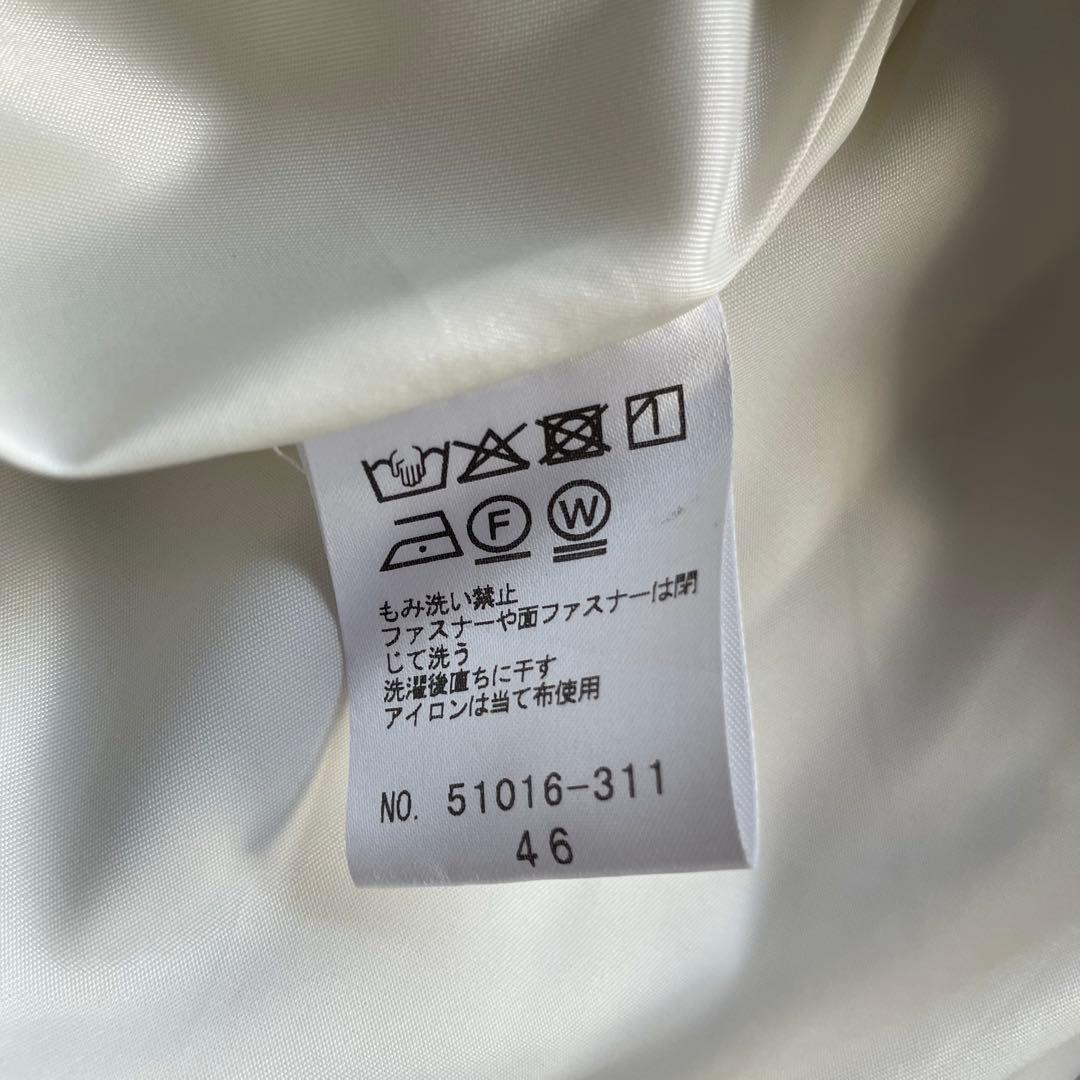 F W
もみ洗い禁止
ファスナーや面ファスナーは閉
じて洗う
洗濯後直ちに干す
アイロンは当て布使用
NO. 51016-311
46